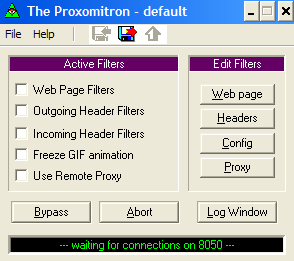 The Proxomitron - default
File Help
Active Filters
Edit Filters
Web Page Filters
Outgoing Header Filters
Incoming Header Filters
Freeze GIF animation
Use Remote Proxy
Web page
Headers
Config
Proxy
Bypass Abort Log Window
--- waiting for connections on 8050 ---